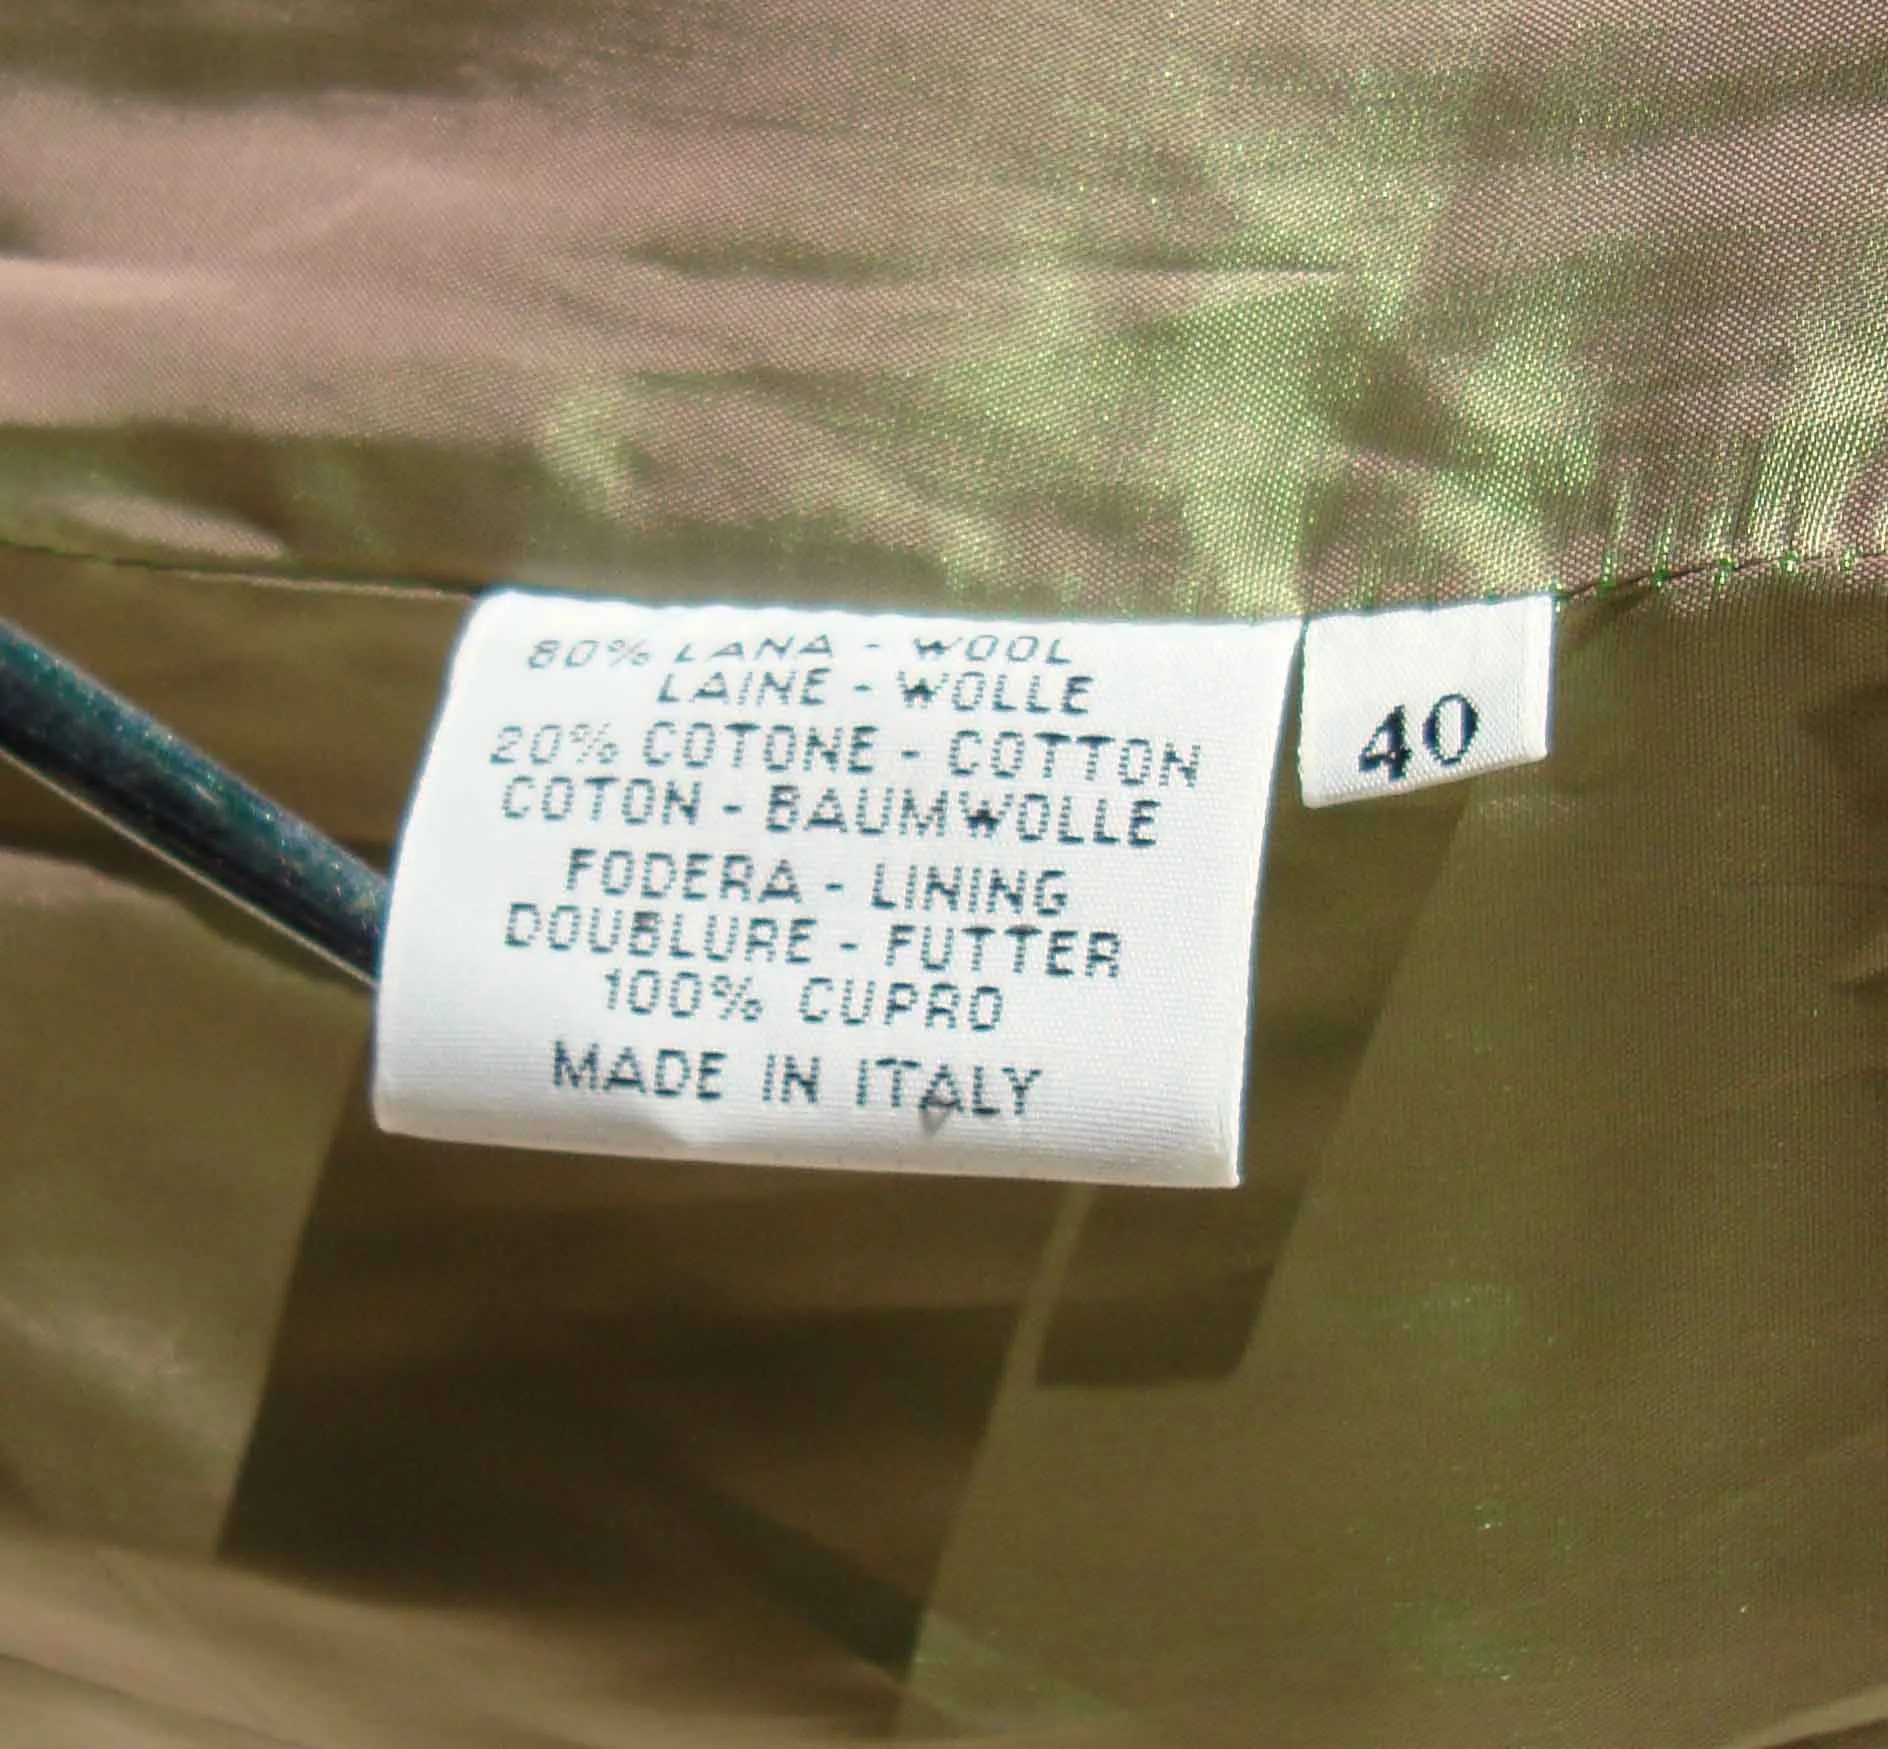 80% LANA - WOOL
LAINE - WOLLE
20% COTONE - COTTON
COTON - BAUMWOLLE
FODERA - LINING
DOUBLURE - FUTTER
100% CUPRO
MADE IN ITALY
40